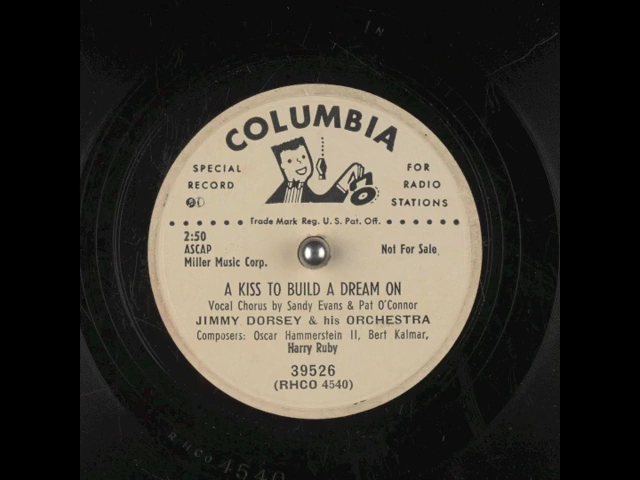 IN
COLUMBIA
SPECIAL RECORD
FOR RADIO STATIONS
Trade Mark Reg. U. S. Pat. Off.
2:50
ASCAP
Miller Music Corp.
Not For Sale
A KISS TO BUILD A DREAM ON
Vocal Chorus by Sandy Evans & Pat O'Connor
JIMMY DORSEY & his ORCHESTRA
Composers: Oscar Hammerstein II, Bert Kalmar,
Harry Ruby
39526
(RHCO 4540)
RHCO 4540